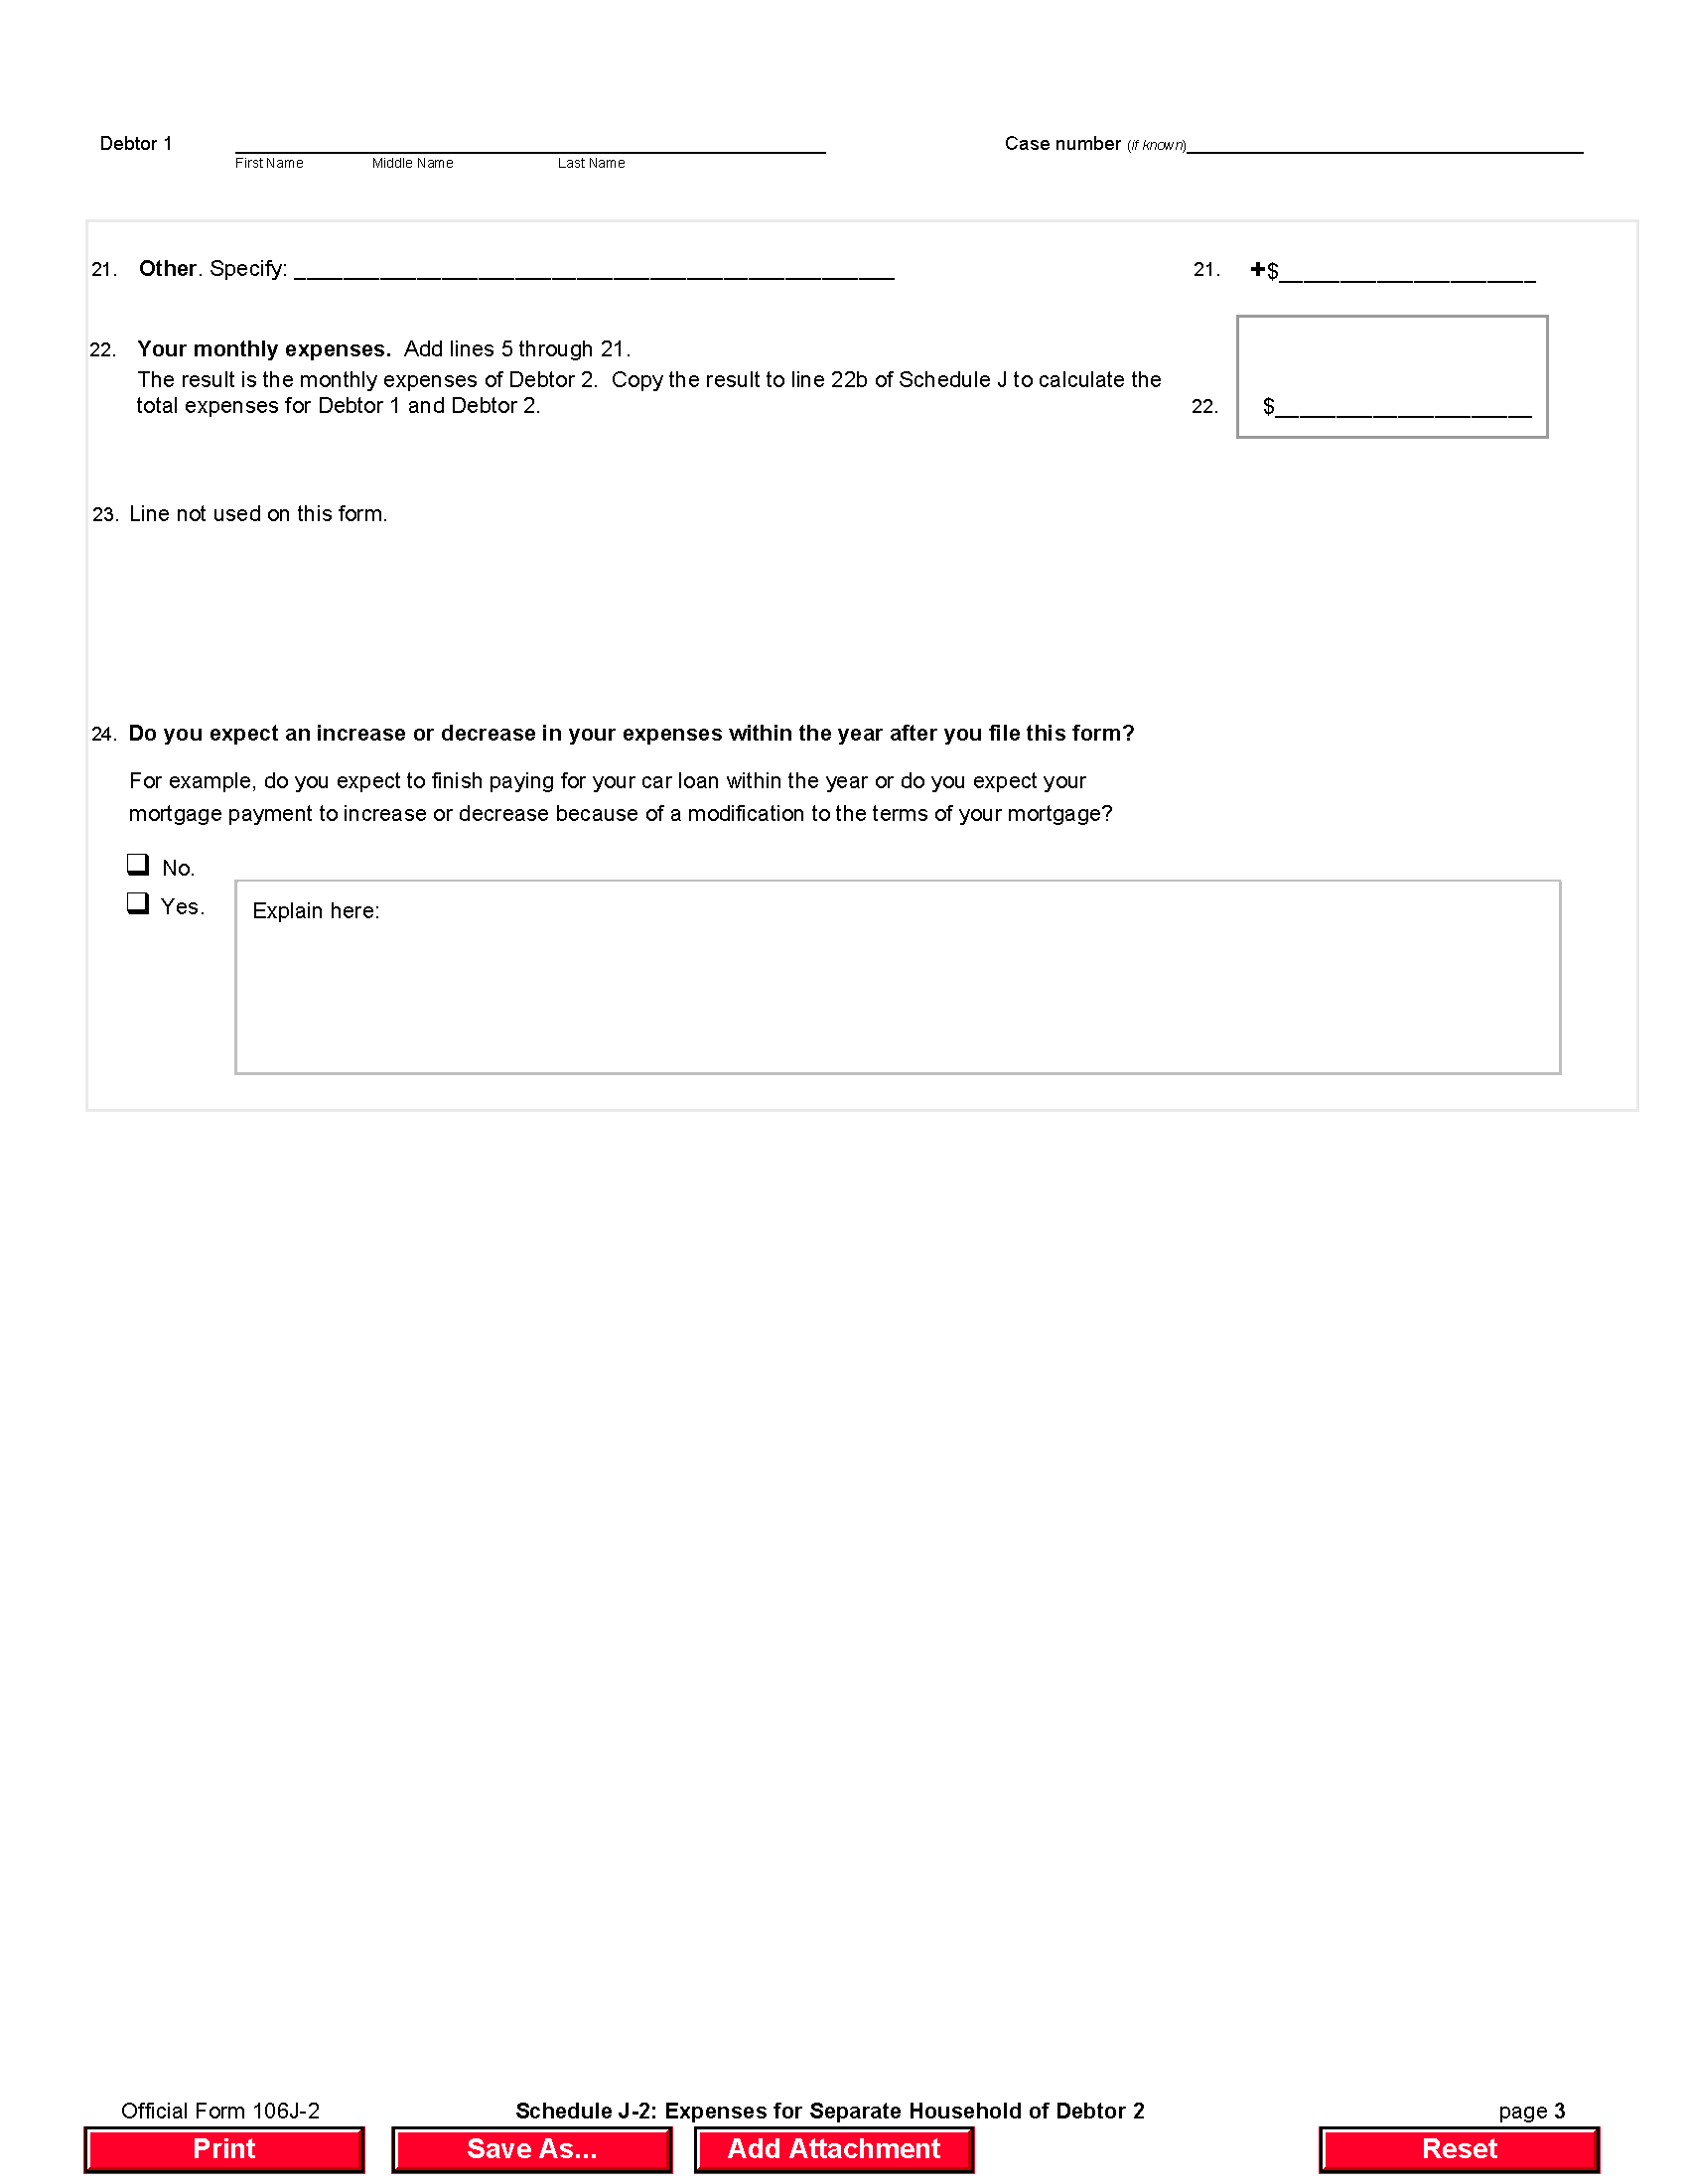 Debtor 1 Case number (if known)
First Name Middle Name Last Name
21. Other. Specify: 21. +$
22. Your monthly expenses. Add lines 5 through 21.
The result is the monthly expenses of Debtor 2. Copy the result to line 22b of Schedule J to calculate the
total expenses for Debtor 1 and Debtor 2. 22. $
23. Line not used on this form.
24. Do you expect an increase or decrease in your expenses within the year after you file this form?
For example, do you expect to finish paying for your car loan within the year or do you expect your
mortgage payment to increase or decrease because of a modification to the terms of your mortgage?
❑ No.
❑ Yes. Explain here:
Official Form 106J-2 Schedule J-2: Expenses for Separate Household of Debtor 2 page 3
Print Save As... Add Attachment Reset